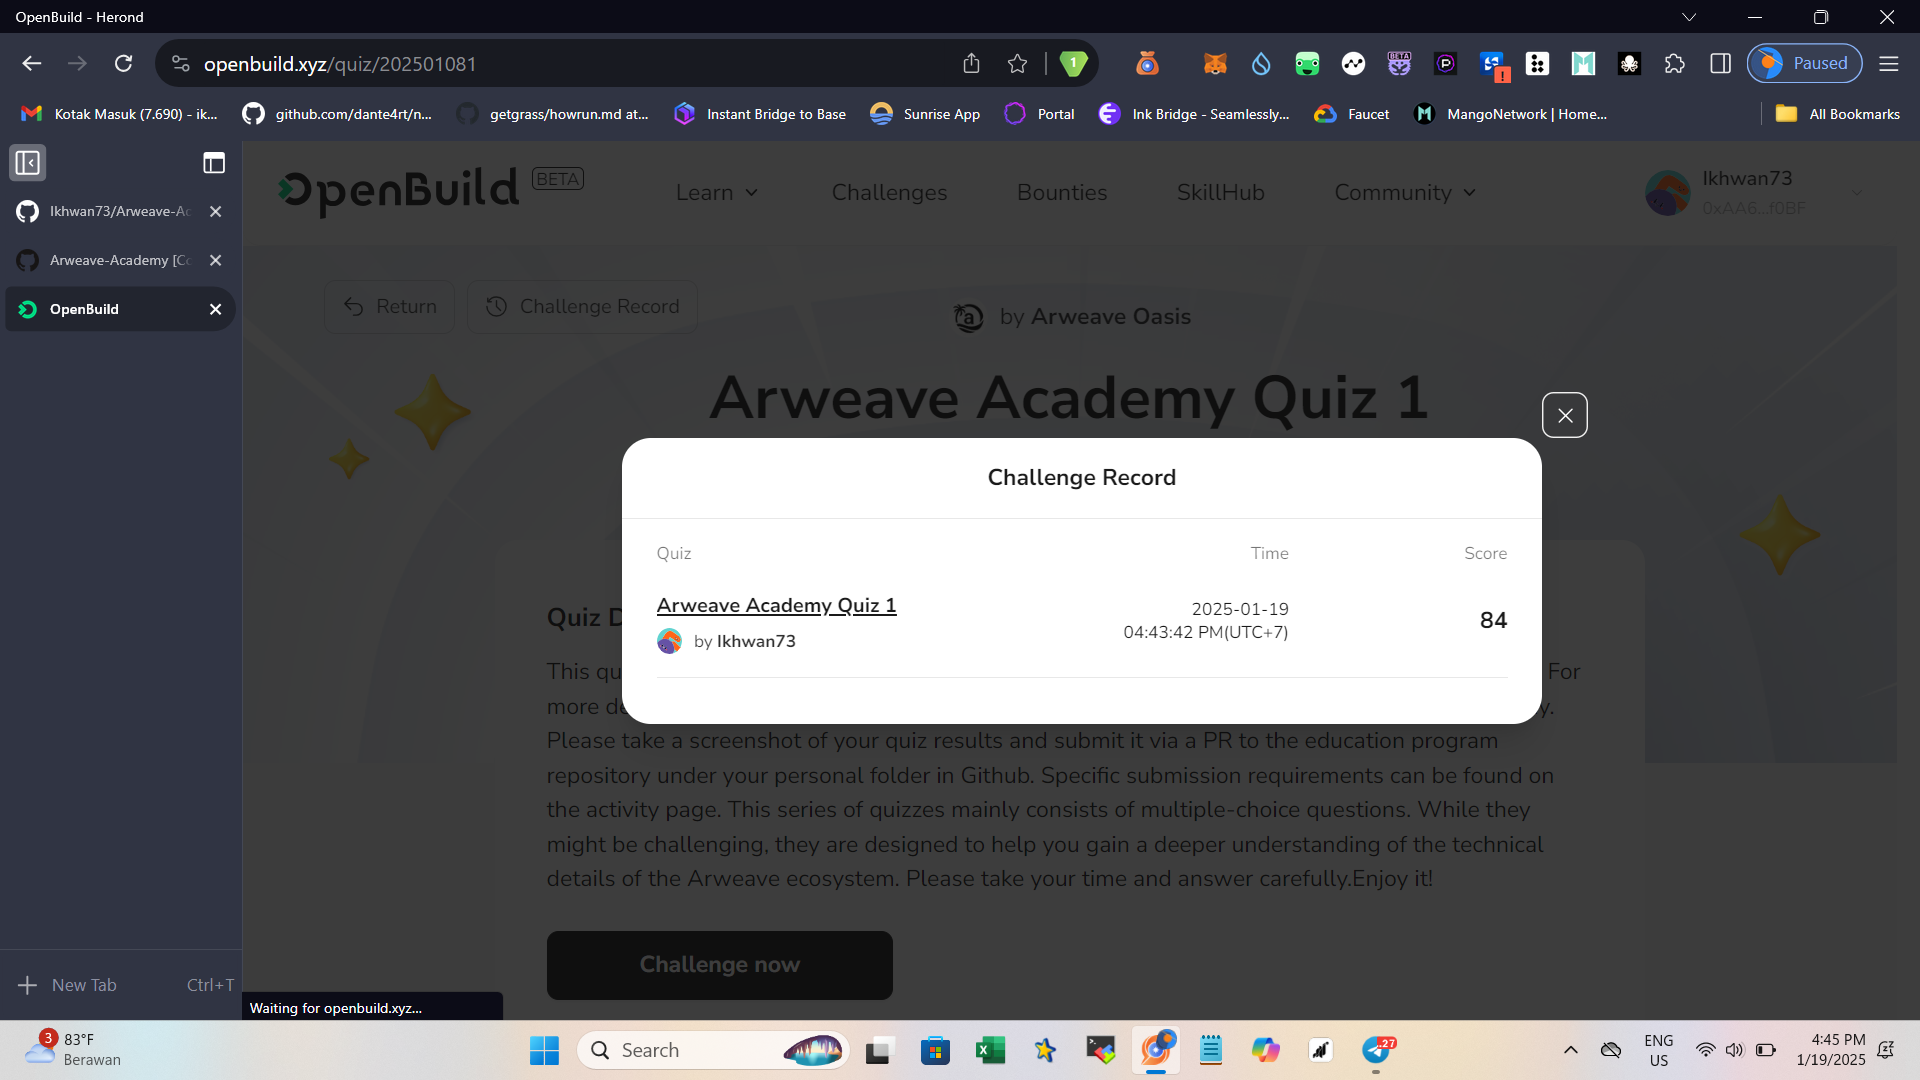 OpenBuild - Herond
openbuild.xyz/quiz/202501081
1
BETA
Paused
Kotak Masuk (7.690) - ik...
github.com/dante4rt/n...
getgrass/howrun.md at...
Instant Bridge to Base
Sunrise App
Portal
Ink Bridge - Seamlessly...
Faucet
MangoNetwork | Home...
All Bookmarks
Ikhwan73/Arweave-Ac
Arweave-Academy [Co
OpenBuild
New Tab Ctrl+T
OpenBuild BETA
Learn
Challenges
Bounties
SkillHub
Community
Ikhwan73
0xAA6...f0BF
Return
Challenge Record
by Arweave Oasis
Arweave Academy Quiz 1
Challenge Record
Quiz Time Score
Arweave Academy Quiz 1
by Ikhwan73
2025-01-19
04:43:42 PM(UTC+7)
84
Quiz D
This qu For
more de y.
Please take a screenshot of your quiz results and submit it via a PR to the education program
repository under your personal folder in Github. Specific submission requirements can be found on
the activity page. This series of quizzes mainly consists of multiple-choice questions. While they
might be challenging, they are designed to help you gain a deeper understanding of the technical
details of the Arweave ecosystem. Please take your time and answer carefully.Enjoy it!
Challenge now
Waiting for openbuild.xyz...
3
83°F
Berawan
Search
27
ENG
US
4:45 PM
1/19/2025